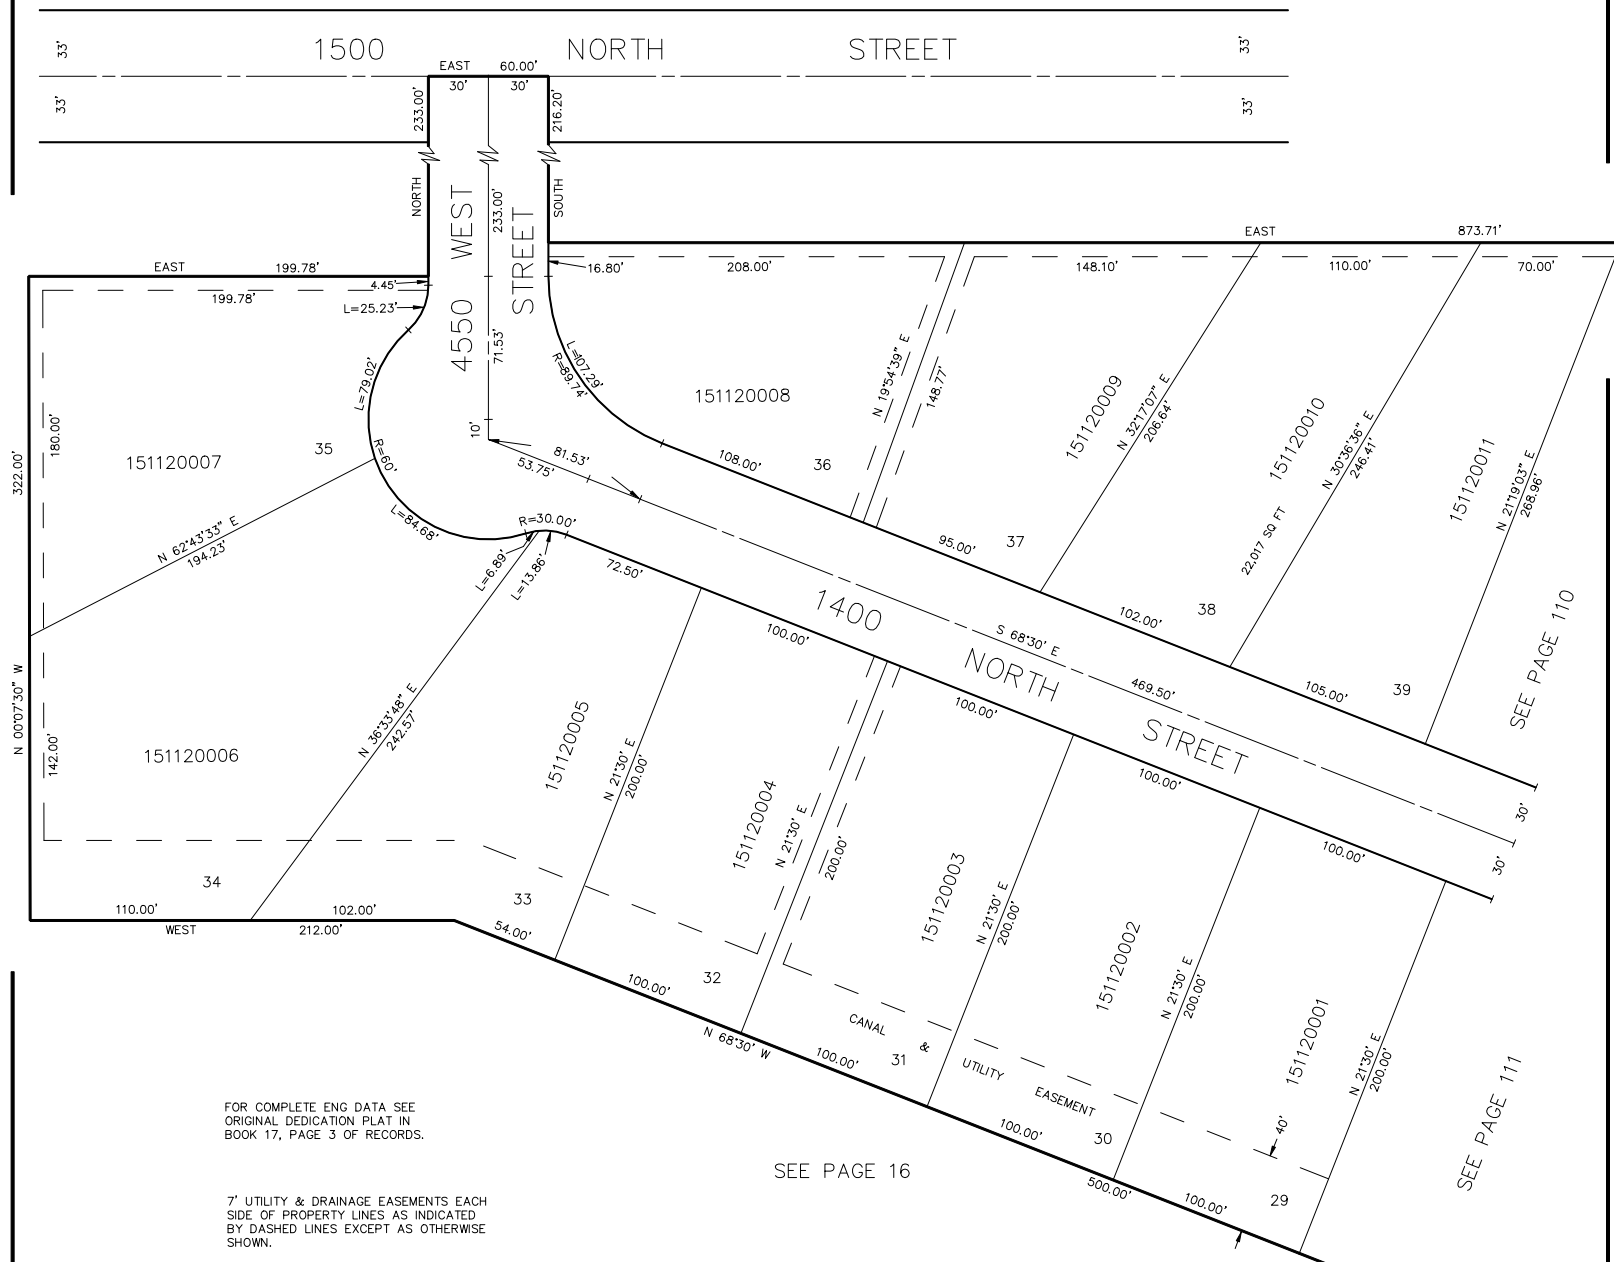 1500 NORTH STREET
33'
33'
33'
33'
EAST 60.00'
30' 30'
233.00'
216.20'
NORTH
SOUTH
4550 WEST
STREET
233.00'
71.53'
10'
EAST 199.78'
199.78'
4.45'
L=25.23'
L=79.02'
R=60'
L=84.68'
R=30.00'
L=6.89'
L=13.86'
L=107.29'
R=89.74'
16.80'
EAST 873.71'
208.00'
148.10'
110.00'
70.00'
151120008
36
108.00'
81.53'
53.75'
N 19°54'39" E
148.77'
151120009
37
95.00'
N 32°17'07" E
206.64'
151120010
22,017 SQ FT
38
102.00'
N 30°36'36" E
246.41'
151120011
39
105.00'
N 21°19'03" E
268.96'
SEE PAGE 110
322.00'
N 00°07'30" W
180.00'
142.00'
151120007
35
N 62°43'33" E
194.23'
151120006
34
N 36°33'48" E
242.57'
110.00'
102.00'
WEST 212.00'
1400 NORTH STREET
S 68°30' E
469.50'
30'
30'
72.50'
100.00'
100.00'
100.00'
100.00'
151120005
33
54.00'
N 21°30' E
200.00'
151120004
32
100.00'
N 21°30' E
200.00'
N 68°30' W
500.00'
151120003
31
100.00'
N 21°30' E
200.00'
151120002
30
100.00'
N 21°30' E
200.00'
151120001
29
100.00'
N 21°30' E
200.00'
CANAL & UTILITY EASEMENT
40'
SEE PAGE 111
SEE PAGE 16
FOR COMPLETE ENG DATA SEE
ORIGINAL DEDICATION PLAT IN
BOOK 17, PAGE 3 OF RECORDS.
7' UTILITY & DRAINAGE EASEMENTS EACH
SIDE OF PROPERTY LINES AS INDICATED
BY DASHED LINES EXCEPT AS OTHERWISE
SHOWN.